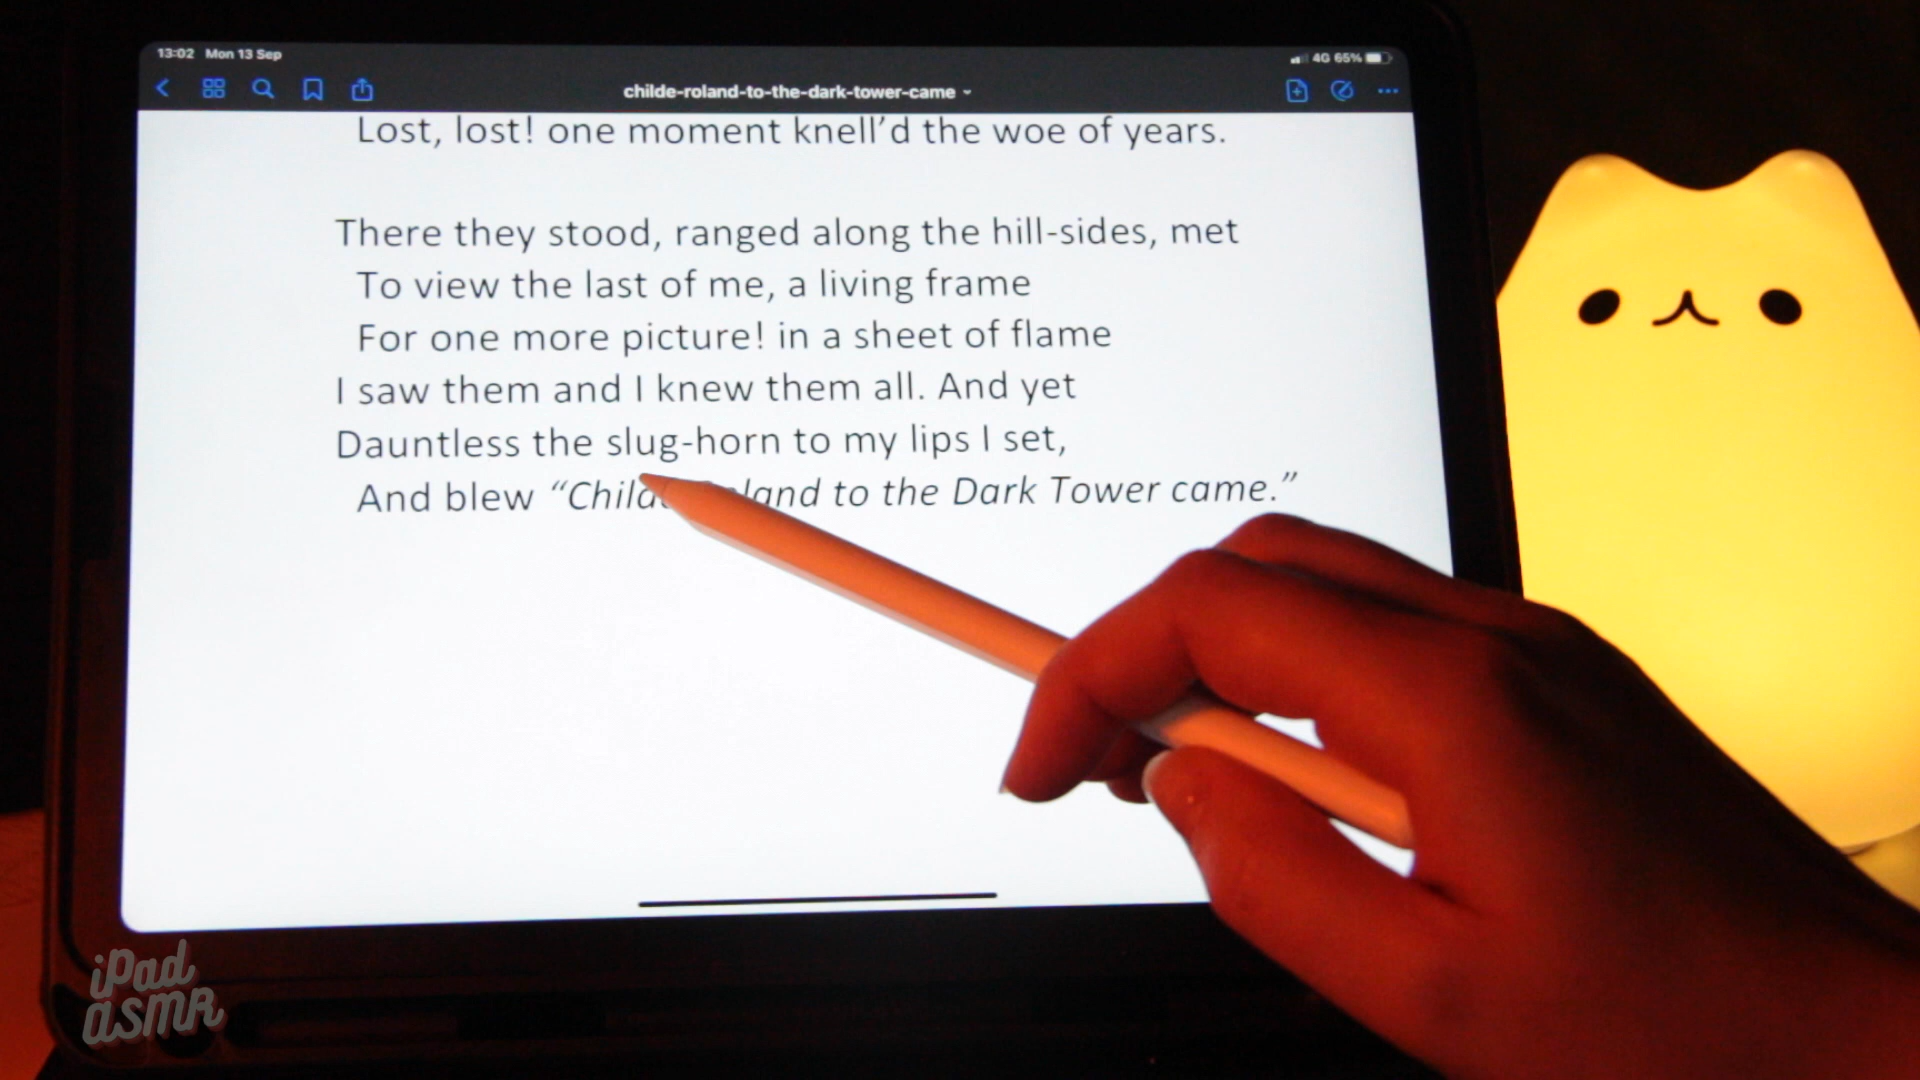 13:02 Mon 13 Sep
4G 65%
childe-roland-to-the-dark-tower-came
Lost, lost! one moment knell’d the woe of years.
There they stood, ranged along the hill-sides, met
To view the last of me, a living frame
For one more picture! in a sheet of flame
I saw them and I knew them all. And yet
Dauntless the slug-horn to my lips I set,
And blew “Childe Roland to the Dark Tower came.”
iPad
asmr